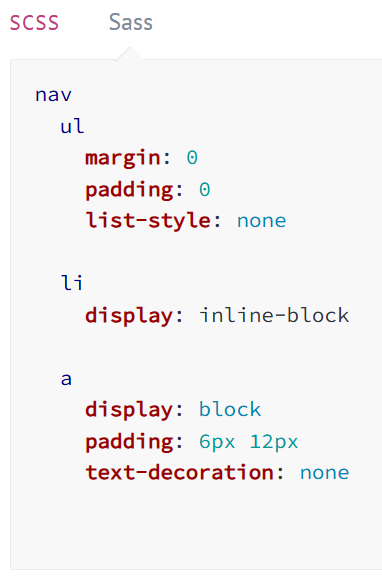 SCSS Sass
nav
  ul
    margin: 0
    padding: 0
    list-style: none
  li
    display: inline-block
  a
    display: block
    padding: 6px 12px
    text-decoration: none